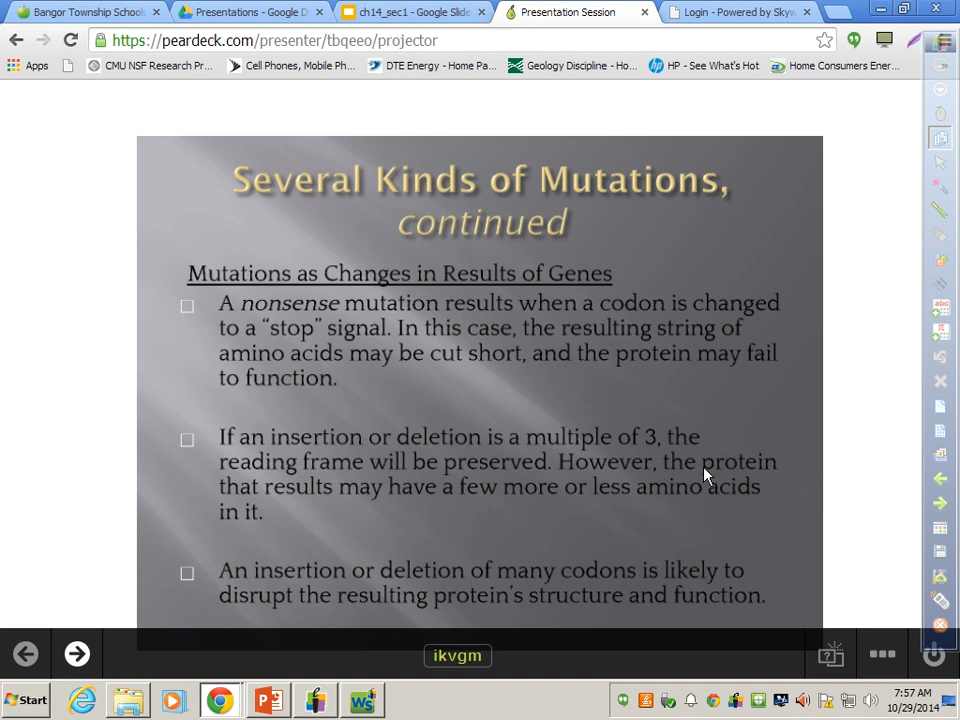 Bangor Township Schools
Presentations - Google D
ch14_sec1 - Google Slide
Presentation Session
Login - Powered by Skyw
https://peardeck.com/presenter/tbqeeo/projector
Apps
CMU NSF Research Pr...
Cell Phones, Mobile Ph...
DTE Energy - Home Pa...
Geology Discipline - Ho...
HP - See What's Hot
Home Consumers Ener...
Several Kinds of Mutations,
continued
Mutations as Changes in Results of Genes
A nonsense mutation results when a codon is changed
to a “stop” signal. In this case, the resulting string of
amino acids may be cut short, and the protein may fail
to function.
If an insertion or deletion is a multiple of 3, the
reading frame will be preserved. However, the protein
that results may have a few more or less amino acids
in it.
An insertion or deletion of many codons is likely to
disrupt the resulting protein’s structure and function.
ikvgm
Start
7:57 AM
10/29/2014